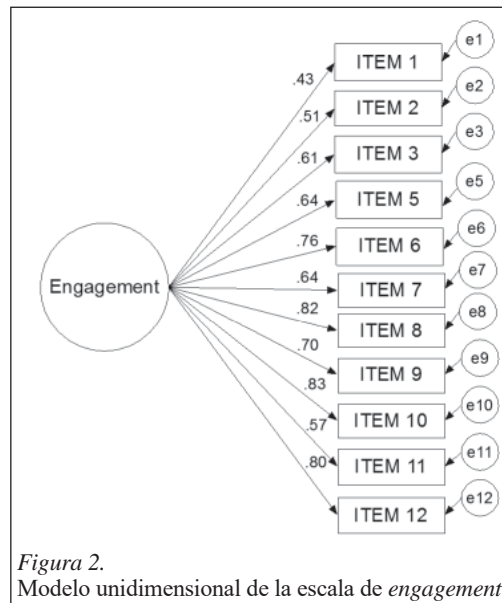 e1
.43
ITEM 1
e2
.51
ITEM 2
e3
.61
ITEM 3
.64
e5
ITEM 5
.76
e6
ITEM 6
Engagement
.64
e7
ITEM 7
.82
e8
ITEM 8
.70
e9
ITEM 9
.83
e10
ITEM 10
.57
e11
ITEM 11
.80
e12
ITEM 12
Figura 2.
Modelo unidimensional de la escala de engagement